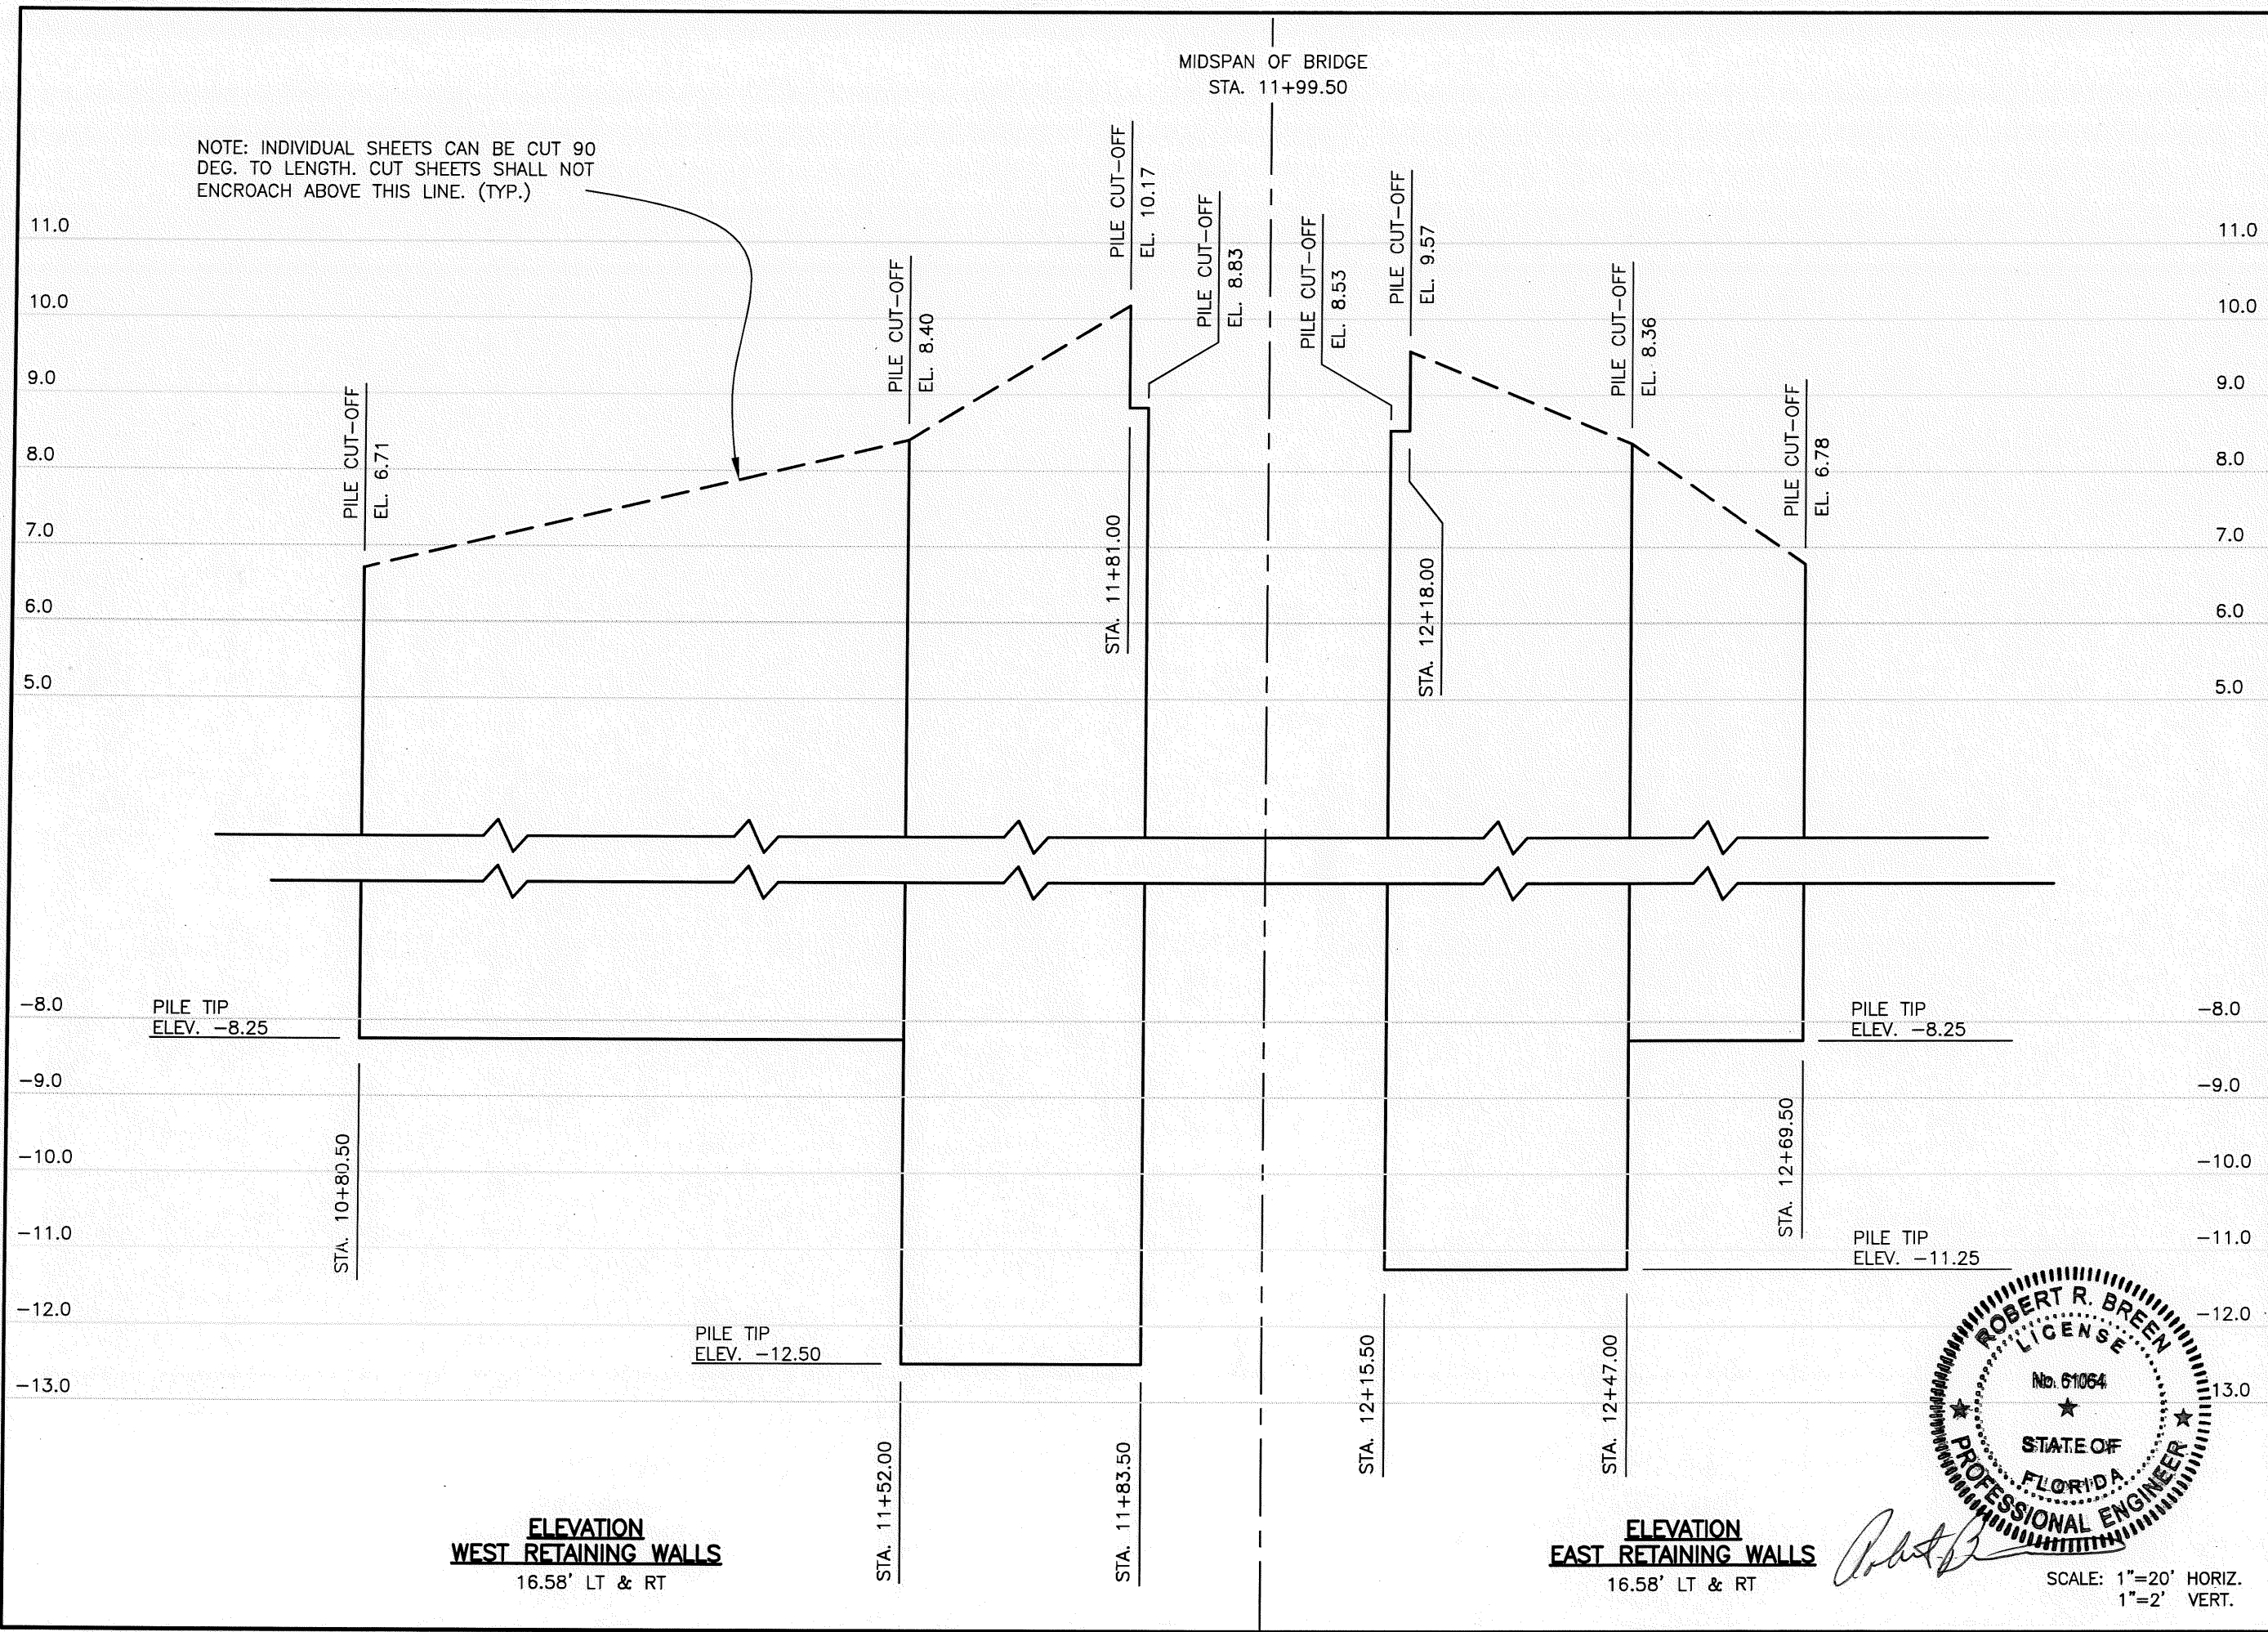 MIDSPAN OF BRIDGE
STA. 11+99.50
NOTE: INDIVIDUAL SHEETS CAN BE CUT 90
DEG. TO LENGTH. CUT SHEETS SHALL NOT
ENCROACH ABOVE THIS LINE. (TYP.)
11.0
10.0
9.0
8.0
7.0
6.0
5.0
-8.0
-9.0
-10.0
-11.0
-12.0
-13.0
PILE CUT-OFF
EL. 6.71
PILE CUT-OFF
EL. 8.40
PILE CUT-OFF
EL. 10.17
PILE CUT-OFF
EL. 8.83
PILE CUT-OFF
EL. 8.53
PILE CUT-OFF
EL. 9.57
PILE CUT-OFF
EL. 8.36
PILE CUT-OFF
EL. 6.78
11.0
10.0
9.0
8.0
7.0
6.0
5.0
-8.0
-9.0
-10.0
-11.0
-12.0
13.0
STA. 11+81.00
STA. 12+18.00
PILE TIP
ELEV. -8.25
PILE TIP
ELEV. -8.25
STA. 10+80.50
STA. 12+69.50
PILE TIP
ELEV. -11.25
PILE TIP
ELEV. -12.50
STA. 11+52.00
STA. 11+83.50
STA. 12+15.50
STA. 12+47.00
ELEVATION
WEST RETAINING WALLS
16.58' LT & RT
ELEVATION
EAST RETAINING WALLS
16.58' LT & RT
ROBERT R. BREEN
LICENSE
No. 61064
STATE OF
FLORIDA
PROFESSIONAL ENGINEER
SCALE: 1"=20' HORIZ.
1"=2' VERT.